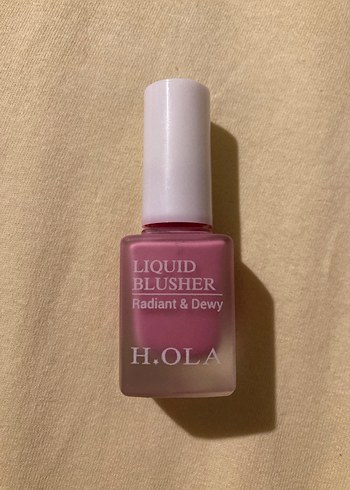 LIQUID
BLUSHER
Radiant & Dewy
H.OLA